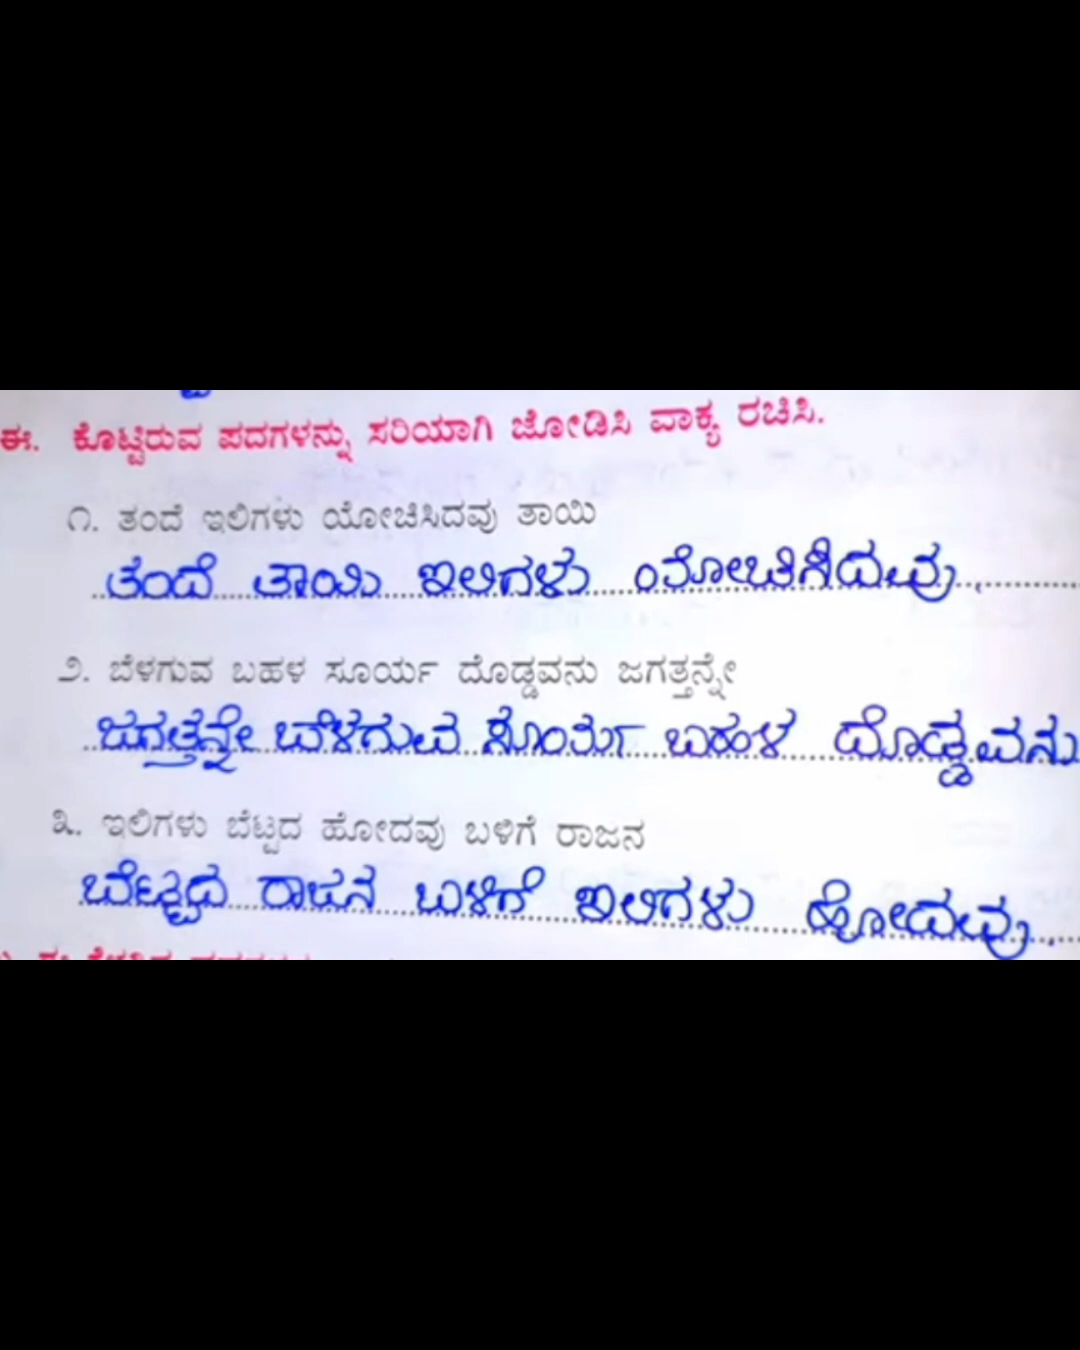 ಈ. ಕೊಟ್ಟಿರುವ ಪದಗಳನ್ನು ಸರಿಯಾಗಿ ಜೋಡಿಸಿ ವಾಕ್ಯ ರಚಿಸಿ.
೧. ತಂದೆ ಇಲಿಗಳು ಯೋಚಿಸಿದವು ತಾಯಿ
ತಂದೆ ತಾಯಿ ಇಲಿಗಳು ಯೋಚಿಸಿದವು.
೨. ಬೆಳಗುವ ಬಹಳ ಸೂರ್ಯ ದೊಡ್ಡವನು ಜಗತ್ತನ್ನೇ
ಜಗತ್ತನ್ನೇ ಬೆಳಗುವ ಸೂರ್ಯ ಬಹಳ ದೊಡ್ಡವನು
೩. ಇಲಿಗಳು ಬೆಟ್ಟದ ಹೋದವು ಬಳಿಗೆ ರಾಜನ
ಬೆಟ್ಟದ ರಾಜನ ಬಳಿಗೆ ಇಲಿಗಳು ಹೋದವು.